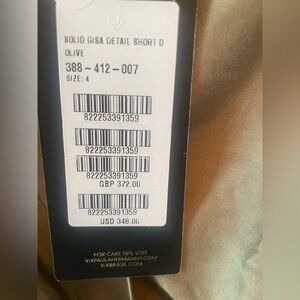 SOLID GISA DETAIL SHORT D
OLIVE
388-412-007
SIZE: 4
822253391359
822253391359
822253391359
GBP 372.00
822253391359
USD 348.00
FOR CARE TIPS, VISIT
VIXPAULAHERMANNY.COM
VIXBRASIL.COM